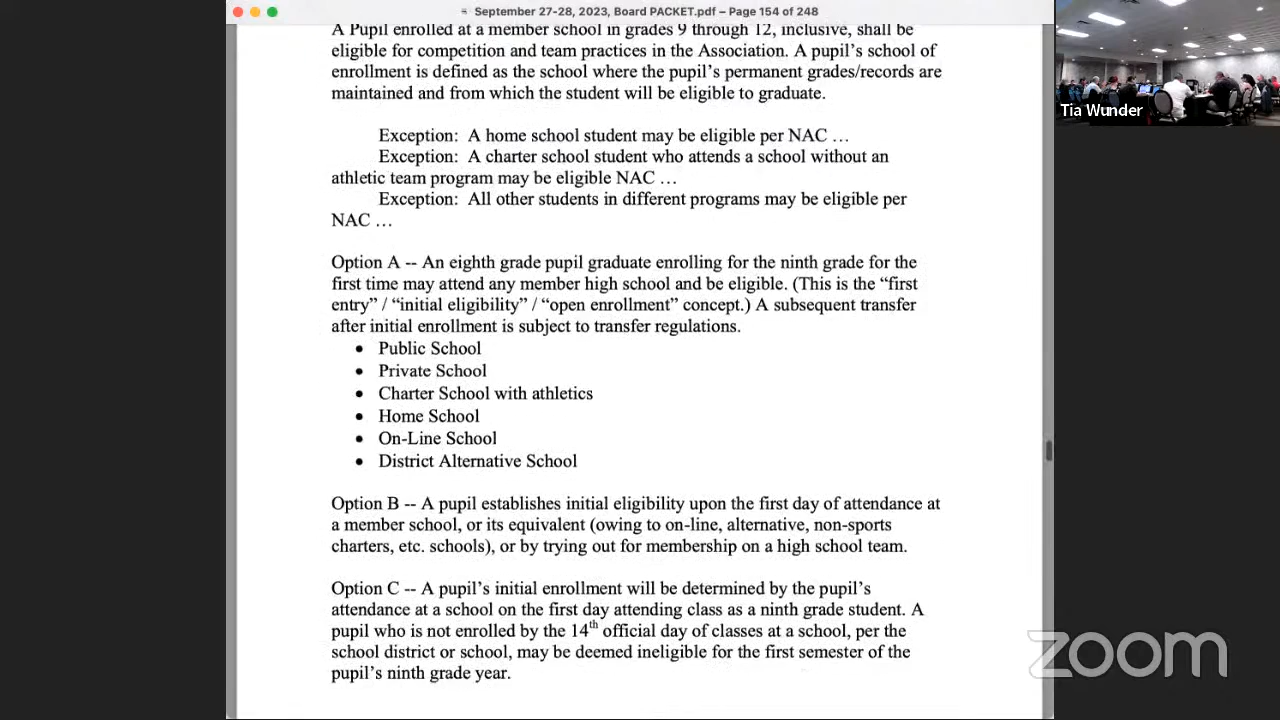 September 27-28, 2023, Board PACKET.pdf – Page 154 of 248
A Pupil enrolled at a member school in grades 9 through 12, inclusive, shall be
eligible for competition and team practices in the Association. A pupil’s school of
enrollment is defined as the school where the pupil’s permanent grades/records are
maintained and from which the student will be eligible to graduate.
Exception: A home school student may be eligible per NAC …
Exception: A charter school student who attends a school without an
athletic team program may be eligible NAC …
Exception: All other students in different programs may be eligible per
NAC …
Option A -- An eighth grade pupil graduate enrolling for the ninth grade for the
first time may attend any member high school and be eligible. (This is the “first
entry” / “initial eligibility” / “open enrollment” concept.) A subsequent transfer
after initial enrollment is subject to transfer regulations.
• Public School
• Private School
• Charter School with athletics
• Home School
• On-Line School
• District Alternative School
Option B -- A pupil establishes initial eligibility upon the first day of attendance at
a member school, or its equivalent (owing to on-line, alternative, non-sports
charters, etc. schools), or by trying out for membership on a high school team.
Option C -- A pupil’s initial enrollment will be determined by the pupil’s
attendance at a school on the first day attending class as a ninth grade student. A
pupil who is not enrolled by the 14th official day of classes at a school, per the
school district or school, may be deemed ineligible for the first semester of the
pupil’s ninth grade year.
Tia Wunder
zoom